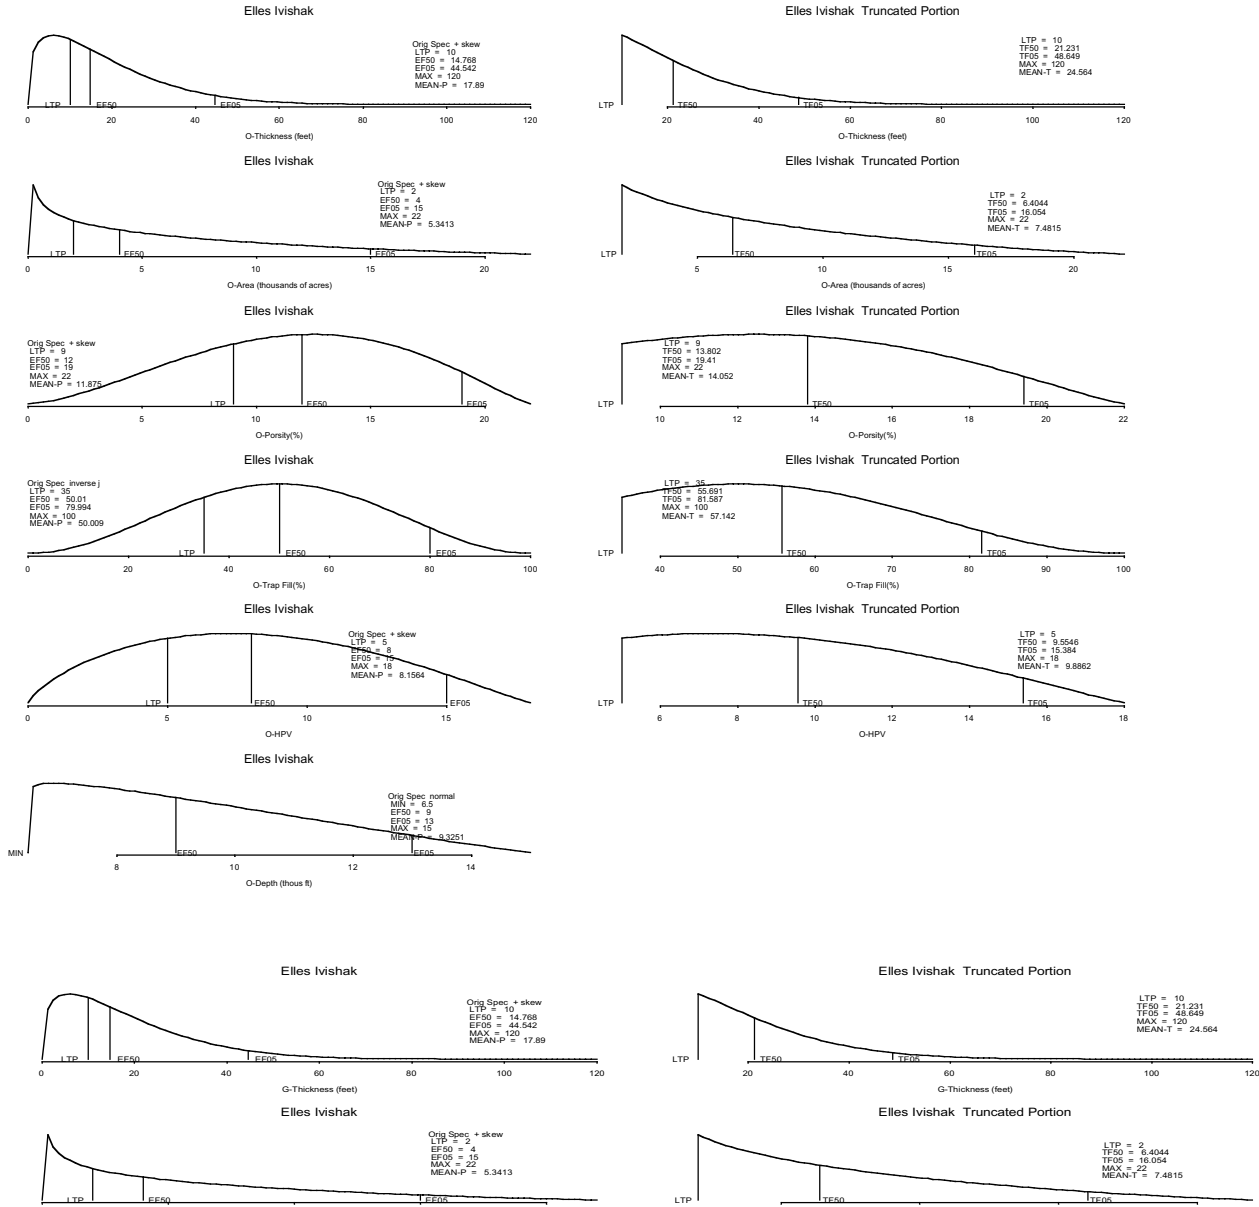 Elles Ivishak
Orig Spec + skew
LTP = 10
EF50 = 14.768
EF05 = 44.542
MAX = 120
MEAN-P = 17.89
LTP EF50 EF05
0 20 40 60 80 100 120
O-Thickness (feet)
Elles Ivishak Truncated Portion
LTP = 10
TF50 = 21.231
TF05 = 48.649
MAX = 120
MEAN-T = 24.564
LTP TF50 TF05
20 40 60 80 100 120
O-Thickness (feet)
Elles Ivishak
Orig Spec + skew
LTP = 2
EF50 = 4
EF05 = 15
MAX = 22
MEAN-P = 5.3413
LTP EF50 EF05
0 5 10 15 20
O-Area (thousands of acres)
Elles Ivishak Truncated Portion
LTP = 2
TF50 = 6.4044
TF05 = 16.054
MAX = 22
MEAN-T = 7.4815
LTP TF50 TF05
5 10 15 20
O-Area (thousands of acres)
Elles Ivishak
Orig Spec + skew
LTP = 9
EF50 = 12
EF05 = 19
MAX = 22
MEAN-P = 11.875
LTP EF50 EF05
0 5 10 15 20
O-Porsity(%)
Elles Ivishak Truncated Portion
LTP = 9
TF50 = 13.802
TF05 = 19.41
MAX = 22
MEAN-T = 14.052
LTP TF50 TF05
10 12 14 16 18 20 22
O-Porsity(%)
Elles Ivishak
Orig Spec inverse j
LTP = 35
EF50 = 50.01
EF05 = 79.994
MAX = 100
MEAN-P = 50.009
LTP EF50 EF05
0 20 40 60 80 100
O-Trap Fill(%)
Elles Ivishak Truncated Portion
LTP = 35
TF50 = 55.691
TF05 = 81.587
MAX = 100
MEAN-T = 57.142
LTP TF50 TF05
40 50 60 70 80 90 100
O-Trap Fill(%)
Elles Ivishak
Orig Spec + skew
LTP = 5
EF50 = 8
EF05 = 15
MAX = 18
MEAN-P = 8.1564
LTP EF50 EF05
0 5 10 15
O-HPV
Elles Ivishak Truncated Portion
LTP = 5
TF50 = 9.5546
TF05 = 15.384
MAX = 18
MEAN-T = 9.8862
LTP TF50 TF05
6 8 10 12 14 16 18
O-HPV
Elles Ivishak
Orig Spec normal
MIN = 6.5
EF50 = 9
EF05 = 13
MAX = 15
MEAN-P = 9.3251
MIN EF50 EF05
8 10 12 14
O-Depth (thous ft)
Elles Ivishak
Orig Spec + skew
LTP = 10
EF50 = 14.768
EF05 = 44.542
MAX = 120
MEAN-P = 17.89
LTP EF50 EF05
0 20 40 60 80 100 120
G-Thickness (feet)
Elles Ivishak Truncated Portion
LTP = 10
TF50 = 21.231
TF05 = 48.649
MAX = 120
MEAN-T = 24.564
LTP TF50 TF05
20 40 60 80 100 120
G-Thickness (feet)
Elles Ivishak
Orig Spec + skew
LTP = 2
EF50 = 4
EF05 = 15
MAX = 22
MEAN-P = 5.3413
LTP EF50 EF05
Elles Ivishak Truncated Portion
LTP = 2
TF50 = 6.4044
TF05 = 16.054
MAX = 22
MEAN-T = 7.4815
LTP TF50 TF05